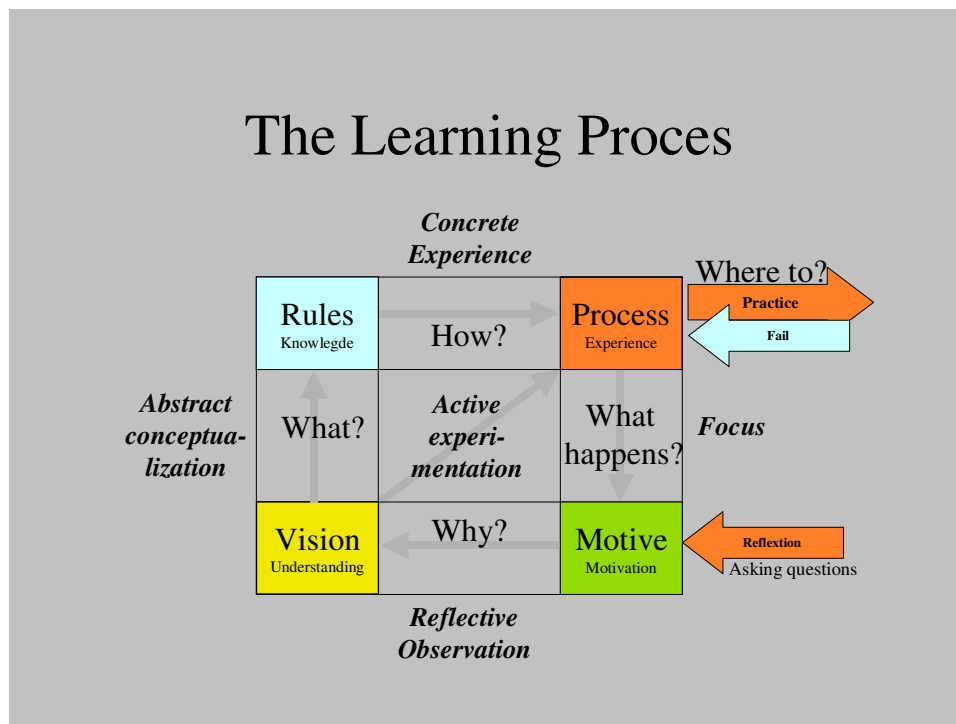 The Learning Proces
Concrete
Experience
Where to?
Rules
Knowlegde
How?
Process
Experience
Practice
Fail
Abstract
conceptua-
lization
What?
Active
experi-
mentation
What
happens?
Focus
Vision
Understanding
Why?
Motive
Motivation
Reflextion
Asking questions
Reflective
Observation